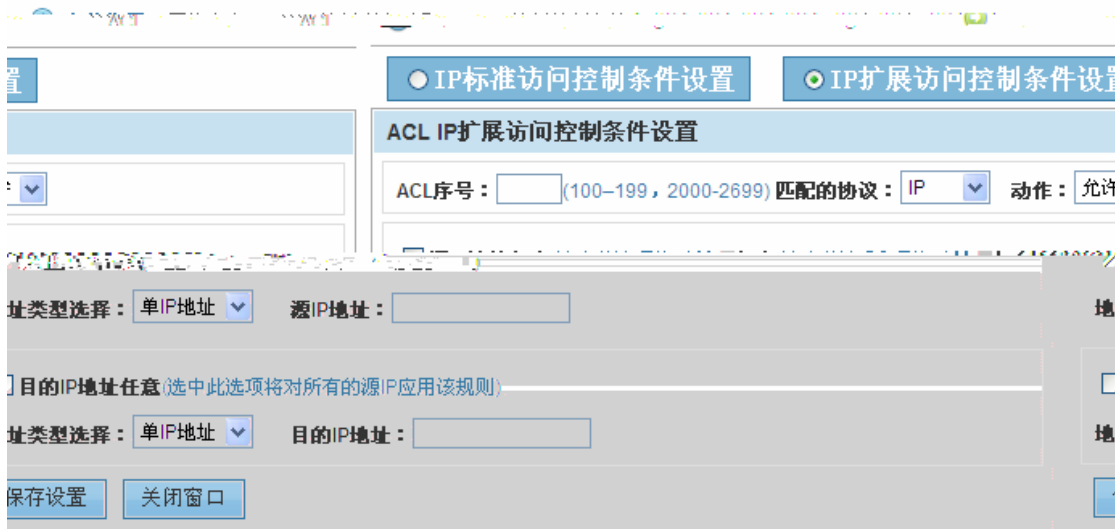 置
IP标准访问控制条件设置
IP扩展访问控制条件设置
ACL IP扩展访问控制条件设置
ACL序号：
(100–199，2000-2699)
匹配的协议：
IP
动作：
允许
址类型选择：
单IP地址
源IP地址：
地
目的IP地址任意(选中此选项将对所有的源IP应用该规则)
址类型选择：
单IP地址
目的IP地址：
地
保存设置
关闭窗口